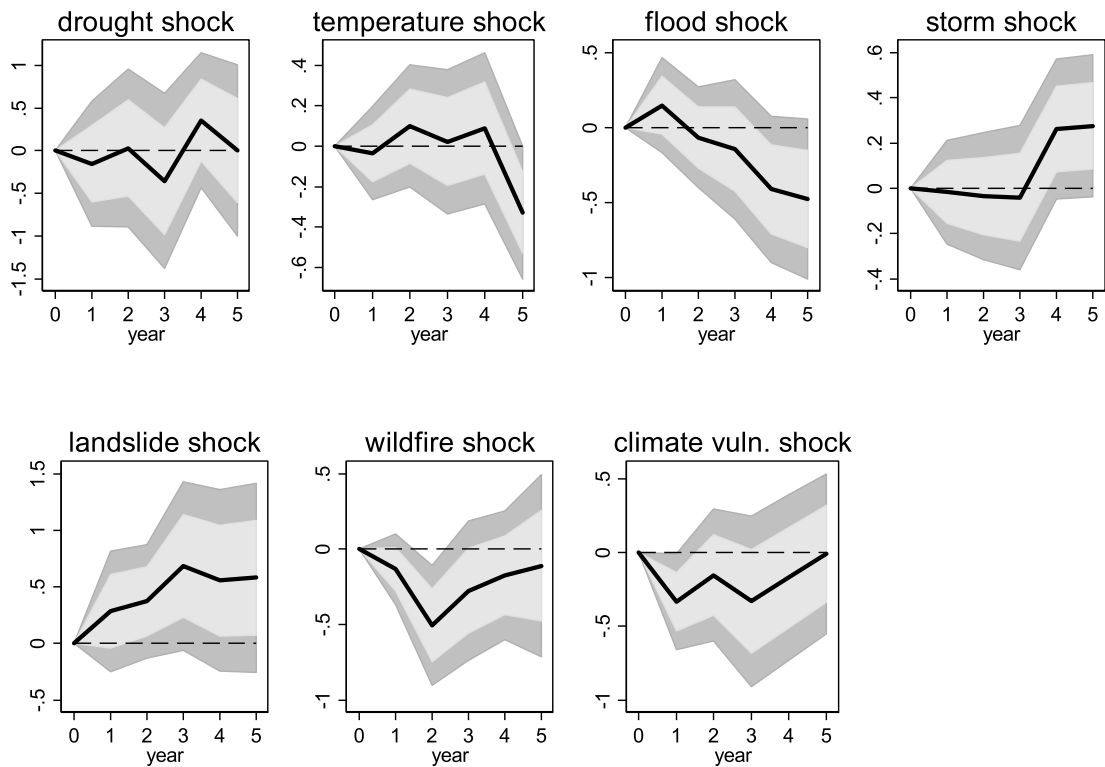 drought shock
1
.5
0
-.5
-1
-1.5
0 1 2 3 4 5
year
temperature shock
.4
.2
0
-.2
-.4
-.6
0 1 2 3 4 5
year
flood shock
.5
0
-.5
-1
0 1 2 3 4 5
year
storm shock
.6
.4
.2
0
-.2
-.4
0 1 2 3 4 5
year
landslide shock
1.5
1
.5
0
-.5
0 1 2 3 4 5
year
wildfire shock
.5
0
-.5
-1
0 1 2 3 4 5
year
climate vuln. shock
.5
0
-.5
-1
0 1 2 3 4 5
year